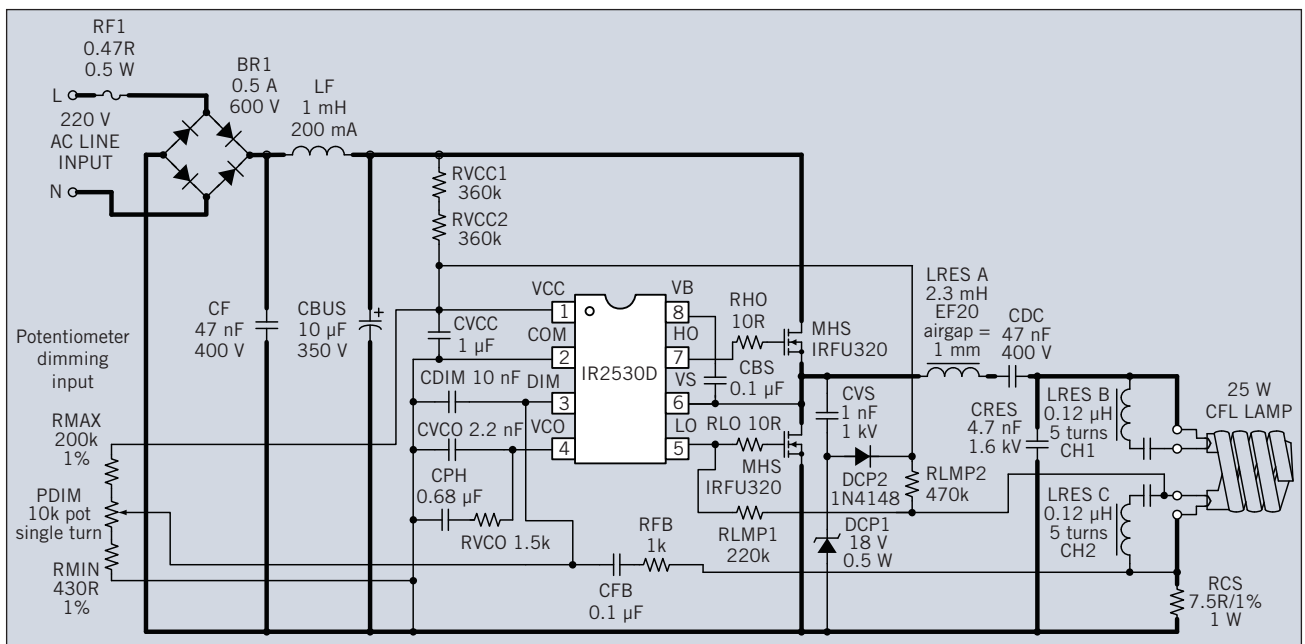 RF1
0.47R
0.5 W
BR1
0.5 A
600 V
LF
1 mH
200 mA
L
220 V
AC LINE
INPUT
N
RVCC1
360k
RVCC2
360k
CF
47 nF
400 V
CBUS
10 µF
350 V
+
VCC
1
COM
2
DIM
3
VCO
4
IR2530D
VB
8
HO
7
VS
6
LO
5
CVCC
1 µF
CDIM 10 nF
CVCO 2.2 nF
CPH
0.68 µF
RVCO 1.5k
RHO
10R
MHS
IRFU320
CBS
0.1 µF
RLO 10R
MHS
IRFU320
CVS
1 nF
1 kV
DCP2
1N4148
DCP1
18 V
0.5 W
RLMP1
220k
RLMP2
470k
LRES A
2.3 mH
EF20
airgap =
1 mm
CDC
47 nF
400 V
CRES
4.7 nF
1.6 kV
LRES B
0.12 µH
5 turns
CH1
LRES C
0.12 µH
5 turns
CH2
25 W
CFL LAMP
RCS
7.5R/1%
1 W
Potentiometer
dimming
input
RMAX
200k
1%
PDIM
10k pot
single turn
RMIN
430R
1%
RFB
1k
CFB
0.1 µF